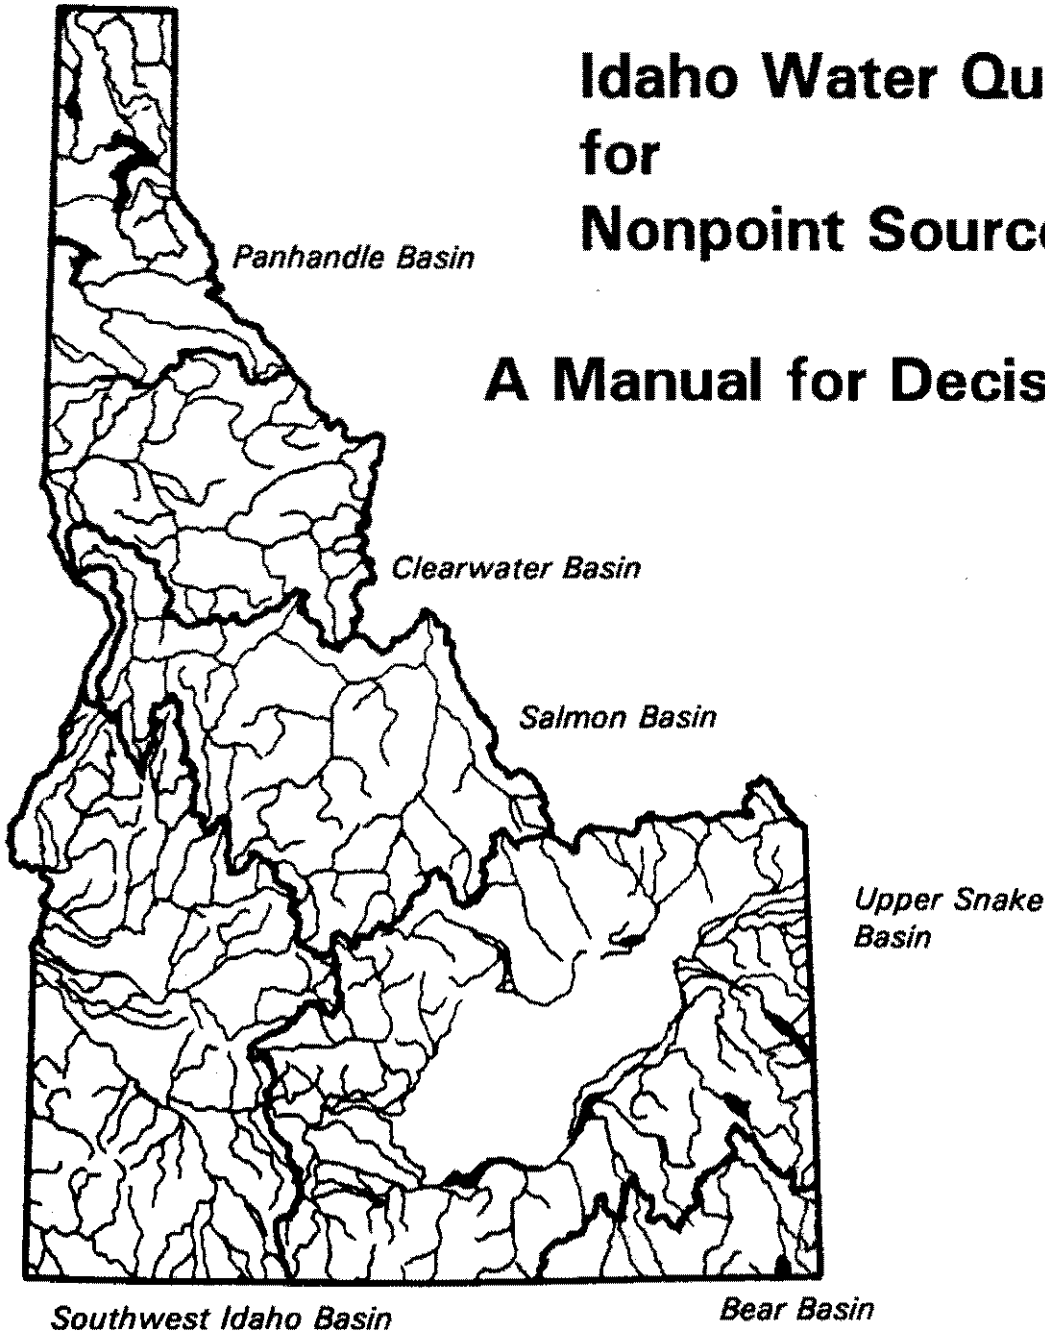 Idaho Water Qu
for
Nonpoint Source
A Manual for Decis
Panhandle Basin
Clearwater Basin
Salmon Basin
Upper Snake
Basin
Southwest Idaho Basin
Bear Basin